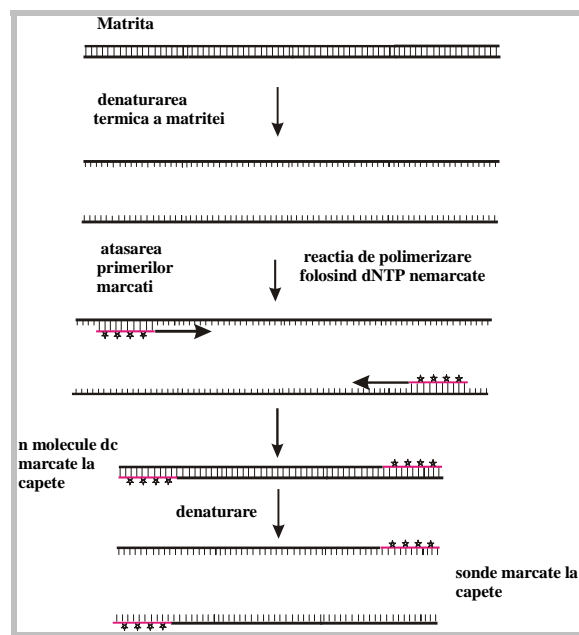 Matrita
denaturarea
termica a matritei
atasarea
primerilor
marcati
reactia de polimerizare
folosind dNTP nemarcate
n molecule dc
marcate la
capete
denaturare
sonde marcate la
capete